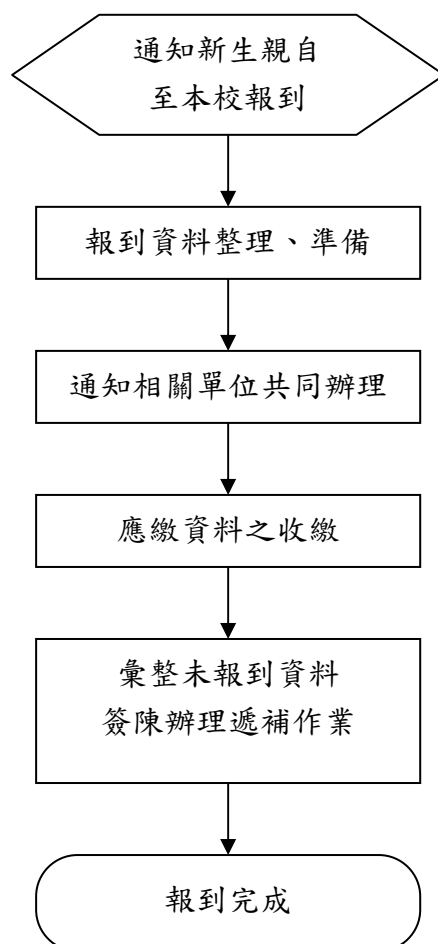 通知新生親自
至本校報到
報到資料整理、準備
通知相關單位共同辦理
應繳資料之收繳
彙整未報到資料
簽陳辦理遞補作業
報到完成